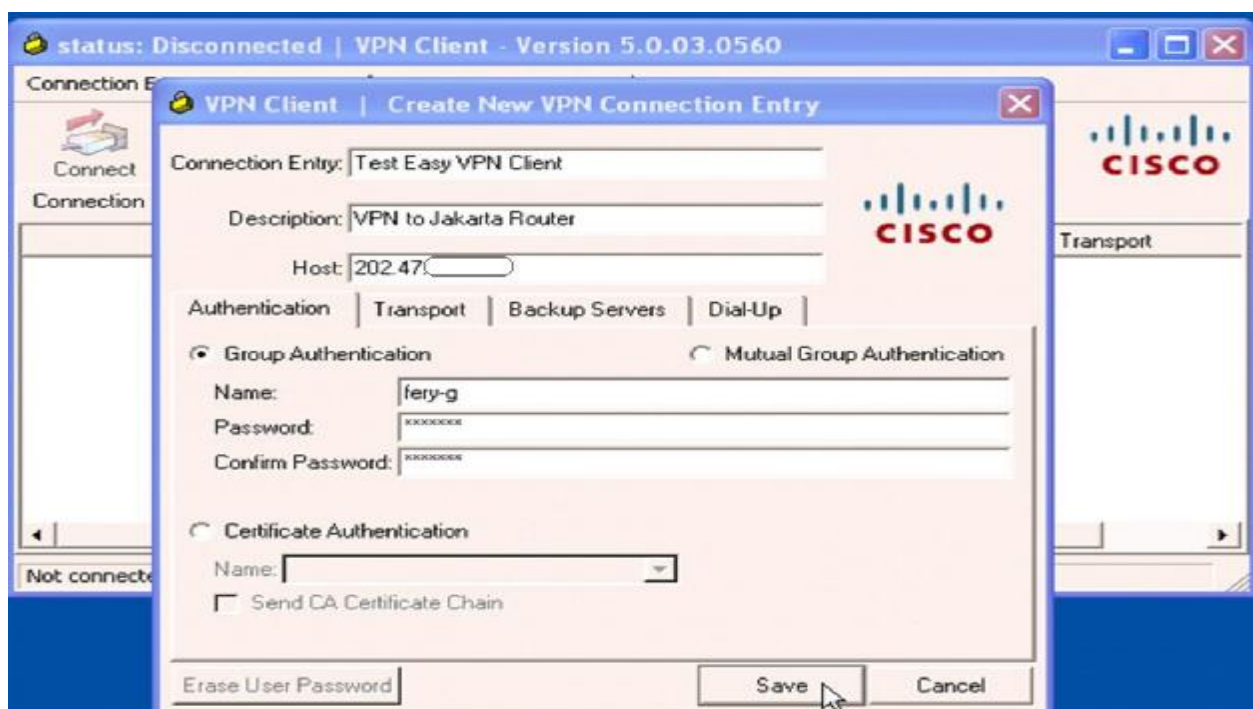 status: Disconnected | VPN Client - Version 5.0.03.0560
Connection E
VPN Client | Create New VPN Connection Entry
CISCO
Connect
Connection
Transport
Connection Entry: Test Easy VPN Client
Description: VPN to Jakarta Router
CISCO
Host: 202.47
Authentication Transport Backup Servers Dial-Up
Group Authentication Mutual Group Authentication
Name: fery-g
Password: *******
Confirm Password: *******
Certificate Authentication
Name:
Send CA Certificate Chain
Not connecte
Erase User Password Save Cancel